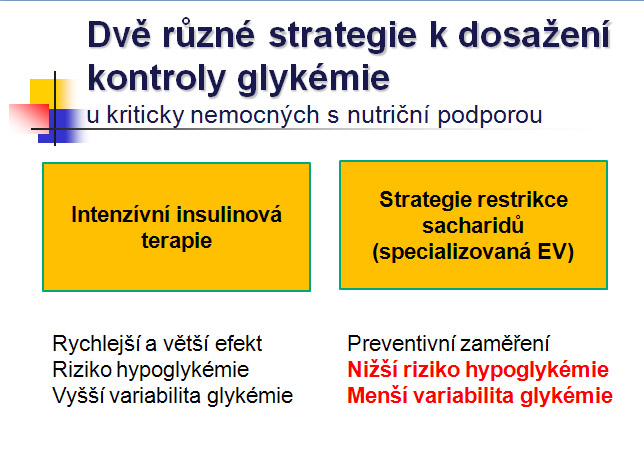 Dvě různé strategie k dosažení
kontroly glykémie
u kriticky nemocných s nutriční podporou
Intenzívní insulinová
terapie
Strategie restrikce
sacharidů
(specializovaná EV)
Rychlejší a větší efekt
Riziko hypoglykémie
Vyšší variabilita glykémie
Preventivní zaměření
Nižší riziko hypoglykémie
Menší variabilita glykémie